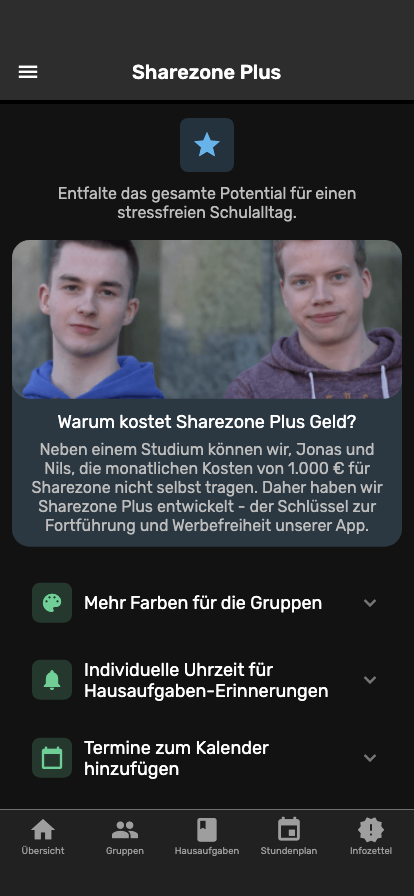 Sharezone Plus
Entfalte das gesamte Potential für einen
stressfreien Schulalltag.
Warum kostet Sharezone Plus Geld?
Neben einem Studium können wir, Jonas und
Nils, die monatlichen Kosten von 1.000 € für
Sharezone nicht selbst tragen. Daher haben wir
Sharezone Plus entwickelt - der Schlüssel zur
Fortführung und Werbefreiheit unserer App.
Mehr Farben für die Gruppen
Individuelle Uhrzeit für
Hausaufgaben-Erinnerungen
Termine zum Kalender
hinzufügen
Übersicht Gruppen Hausaufgaben Stundenplan Infozettel